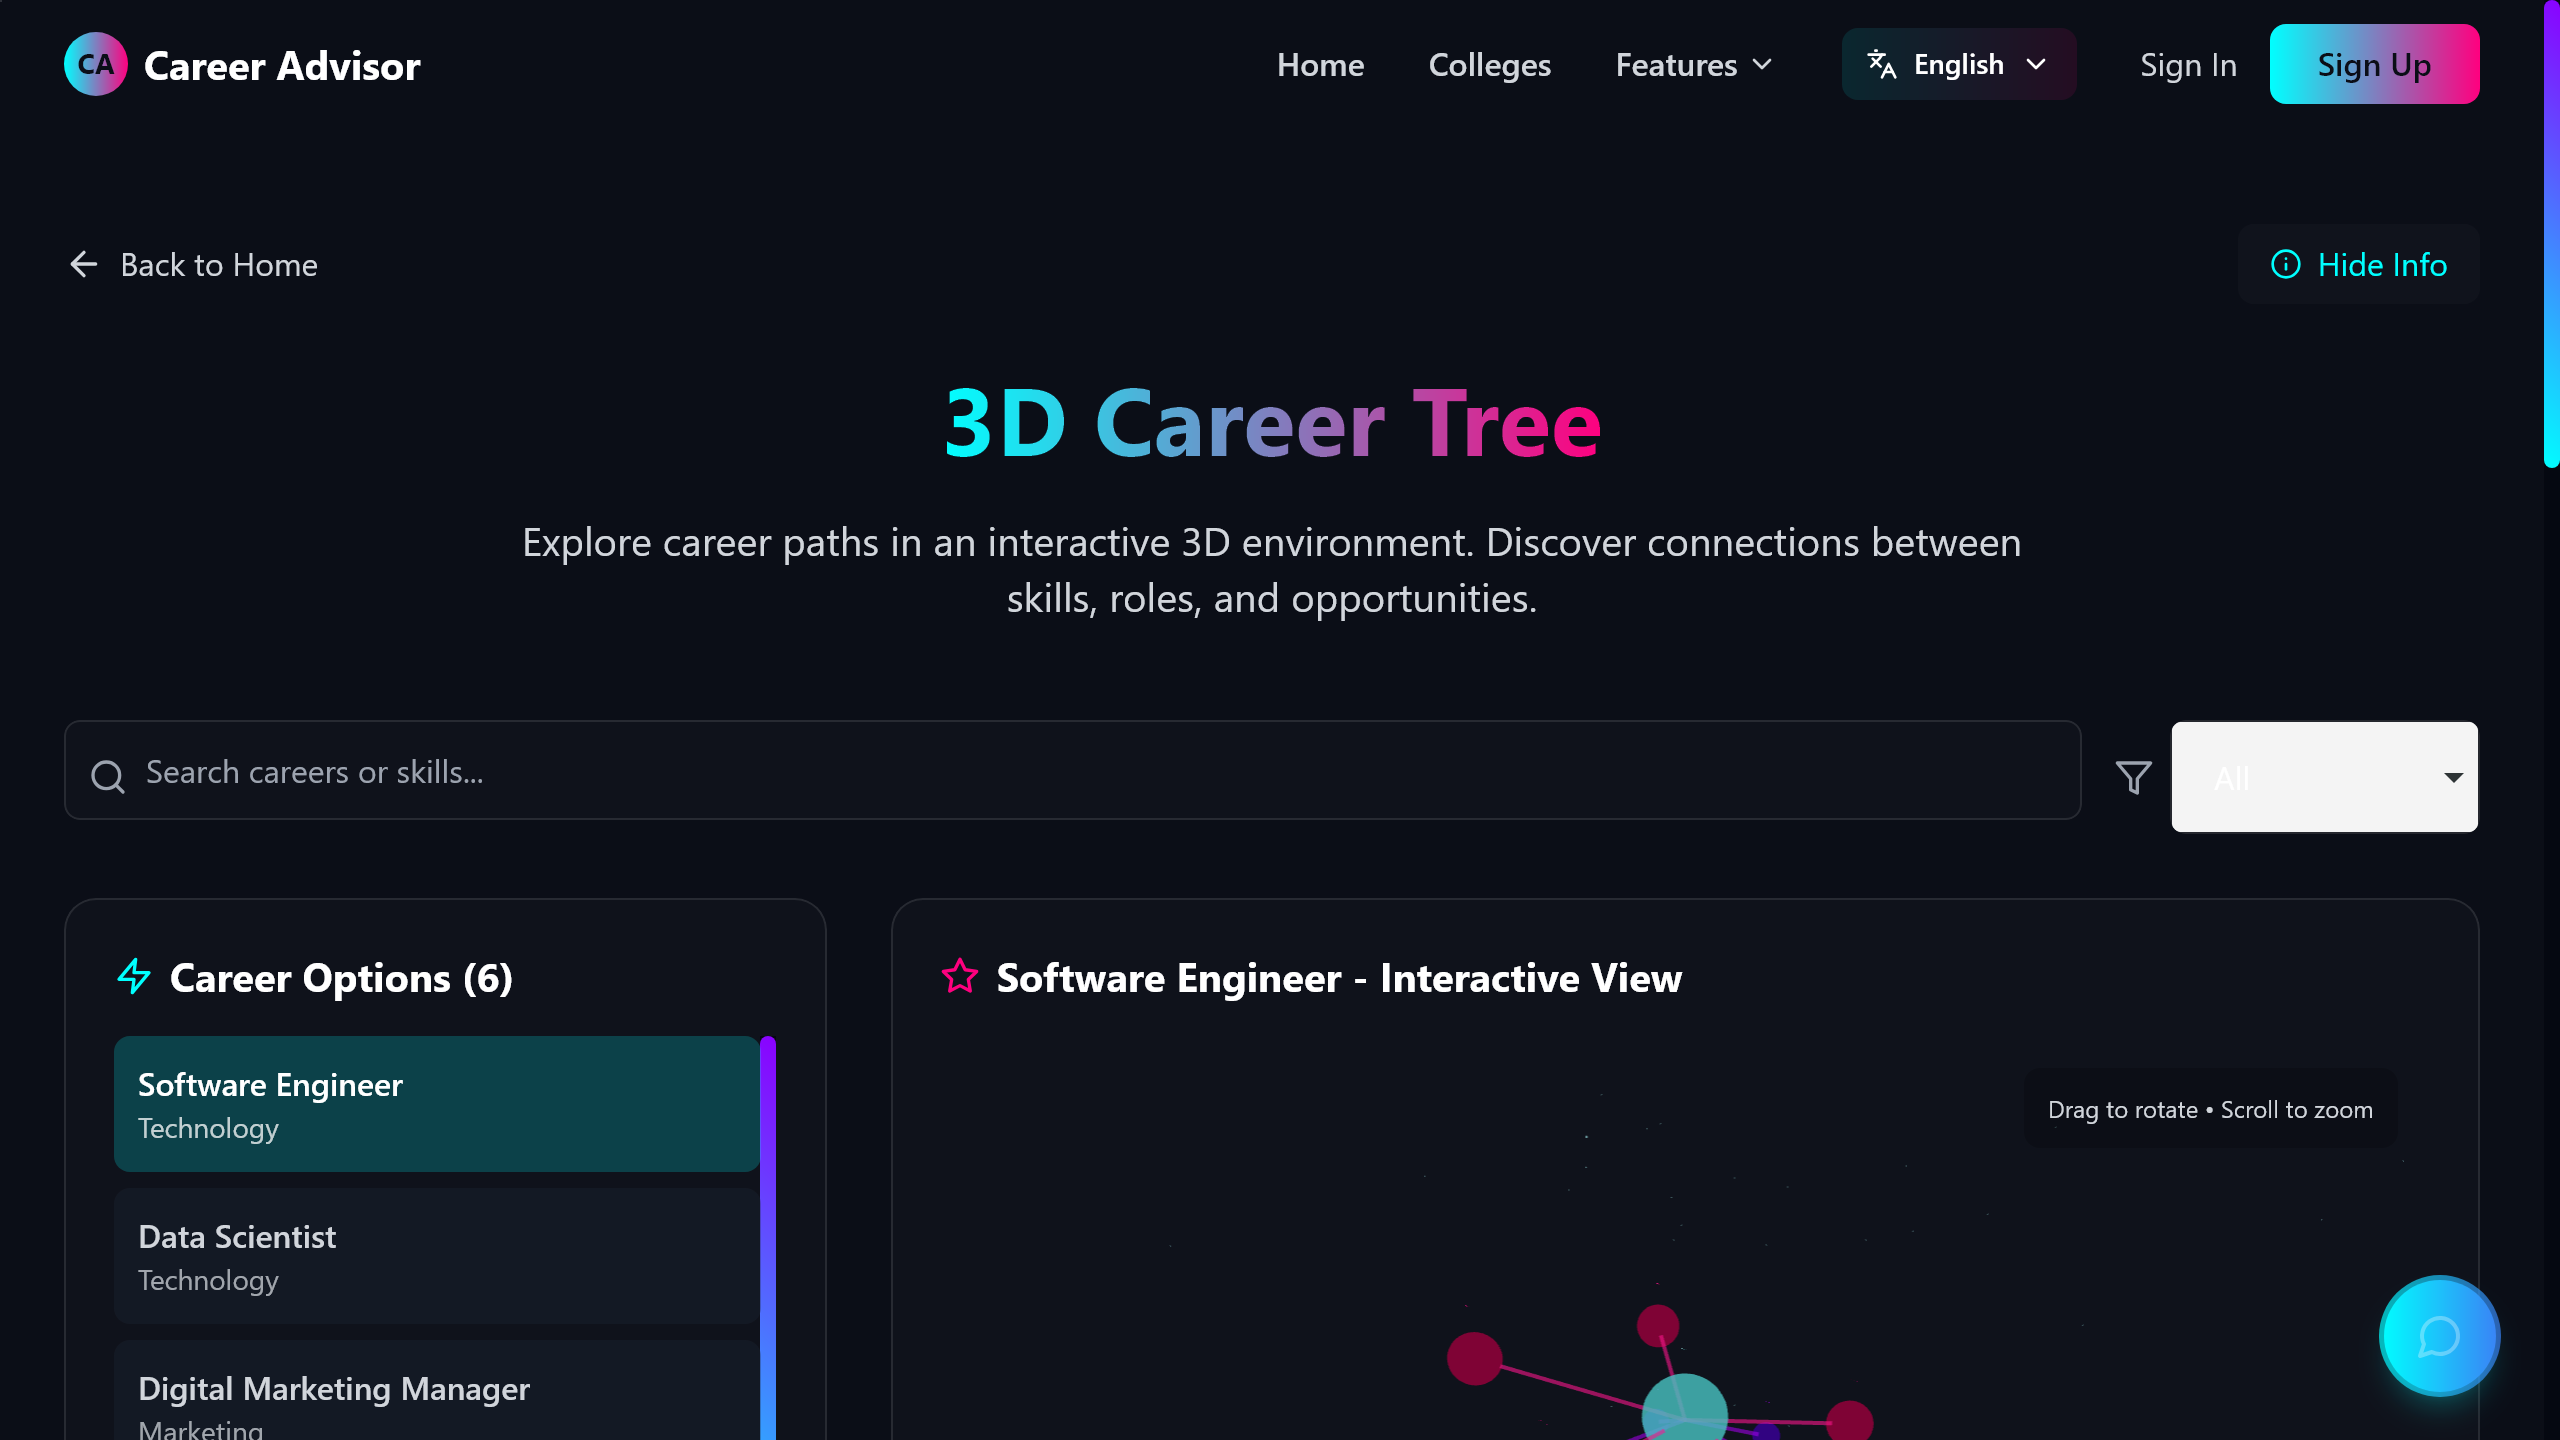 CA Career Advisor
Home Colleges Features English Sign In Sign Up
Back to Home
Hide Info
3D Career Tree
Explore career paths in an interactive 3D environment. Discover connections between
skills, roles, and opportunities.
Search careers or skills...
All
Career Options (6)
Software Engineer
Technology
Data Scientist
Technology
Digital Marketing Manager
Marketing
Software Engineer - Interactive View
Drag to rotate • Scroll to zoom